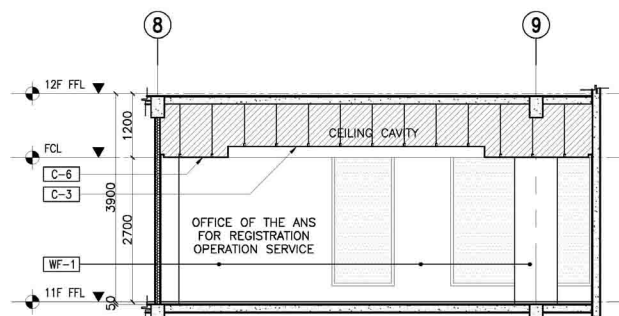 8
9
12F FFL
1200
CEILING CAVITY
FCL
C-6
C-3
3900
2700
OFFICE OF THE ANS
FOR REGISTRATION
OPERATION SERVICE
WF-1
11F FFL
50